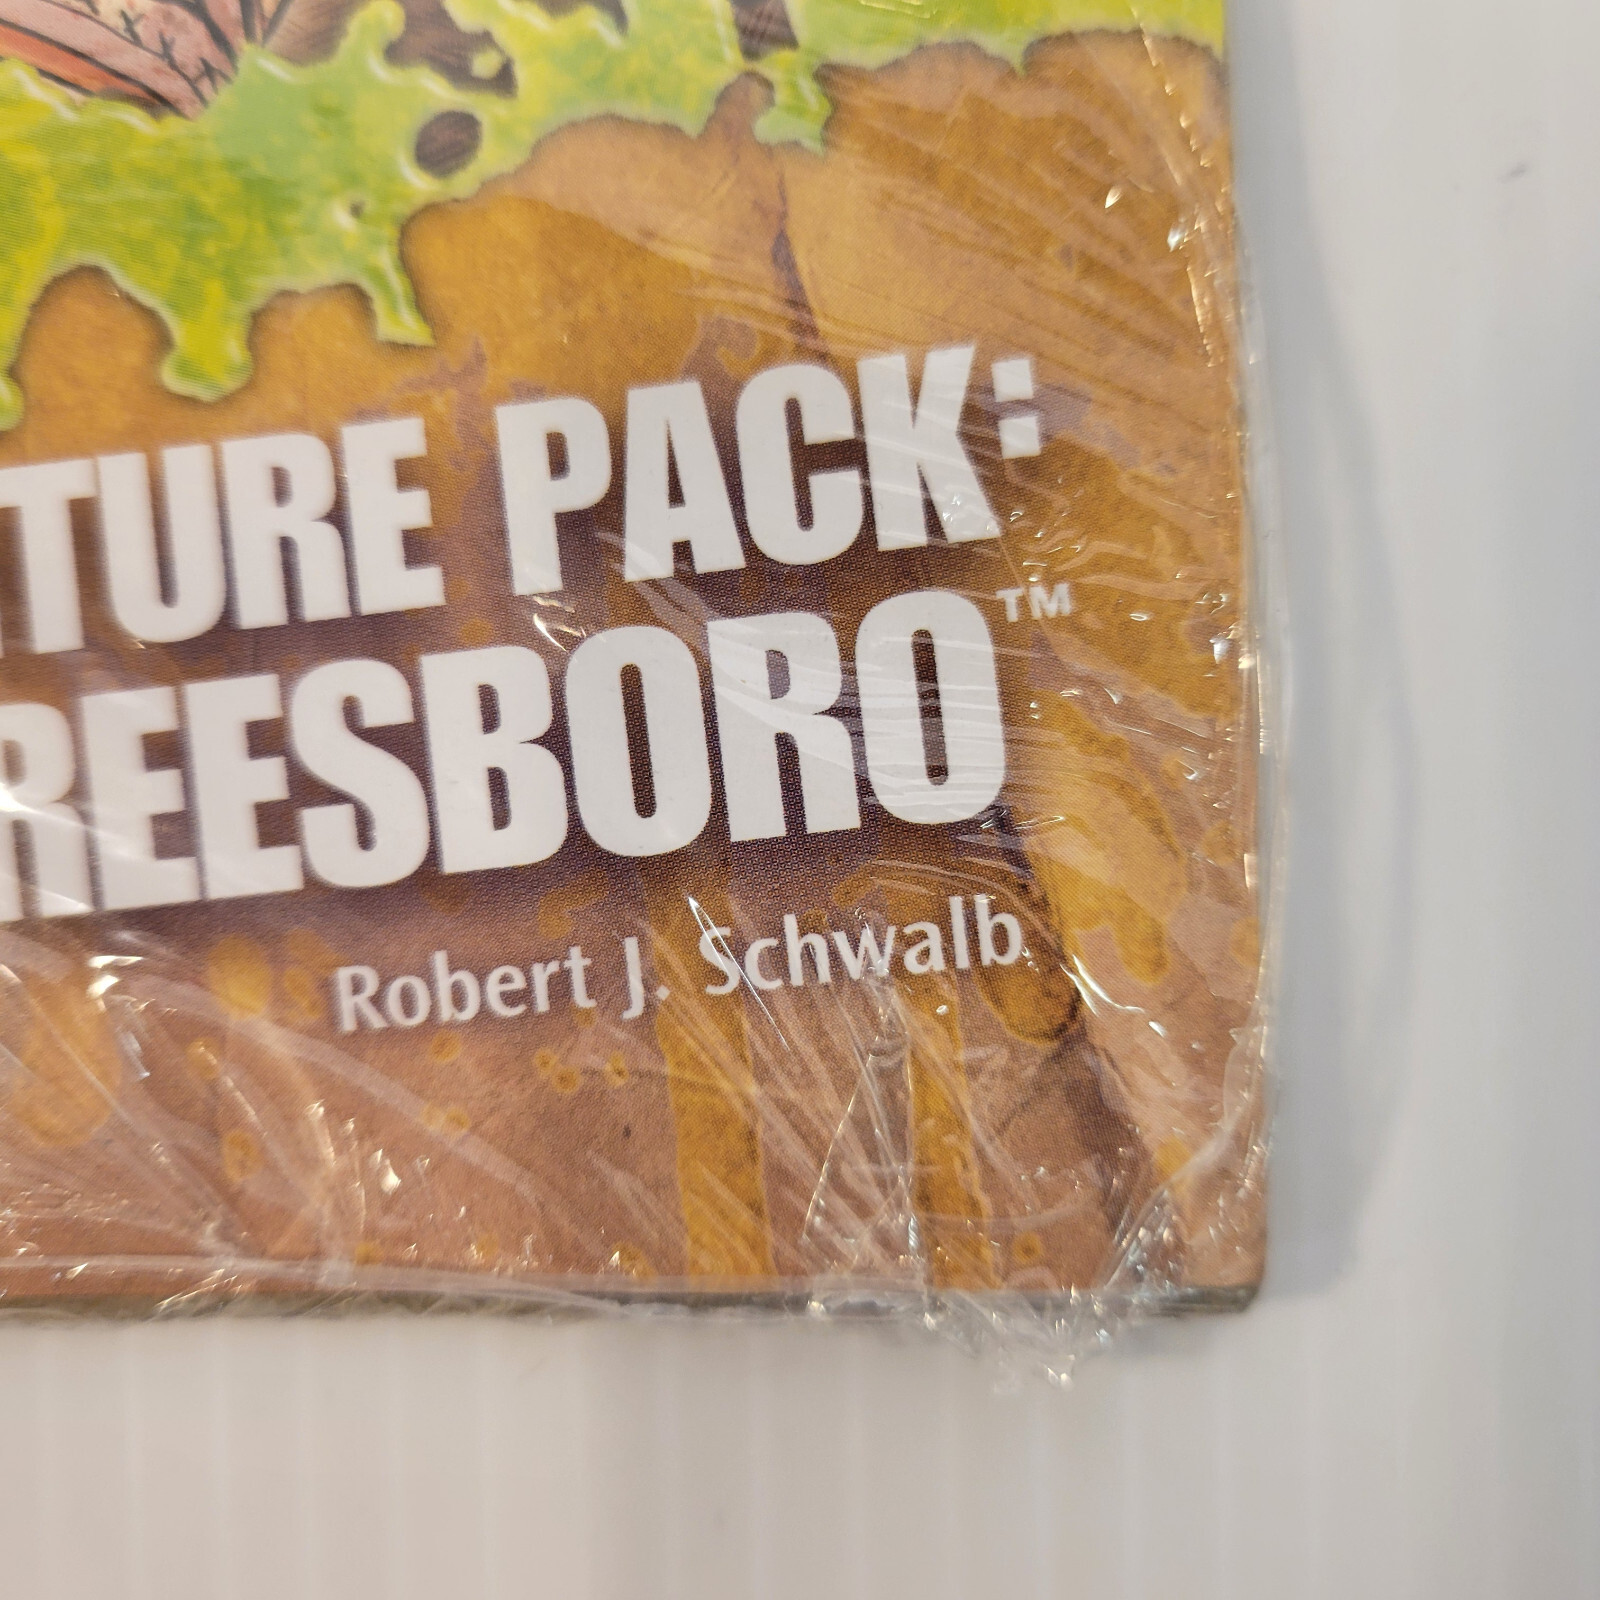 TURE PACK:
REESBORO™
Robert J. Schwalb